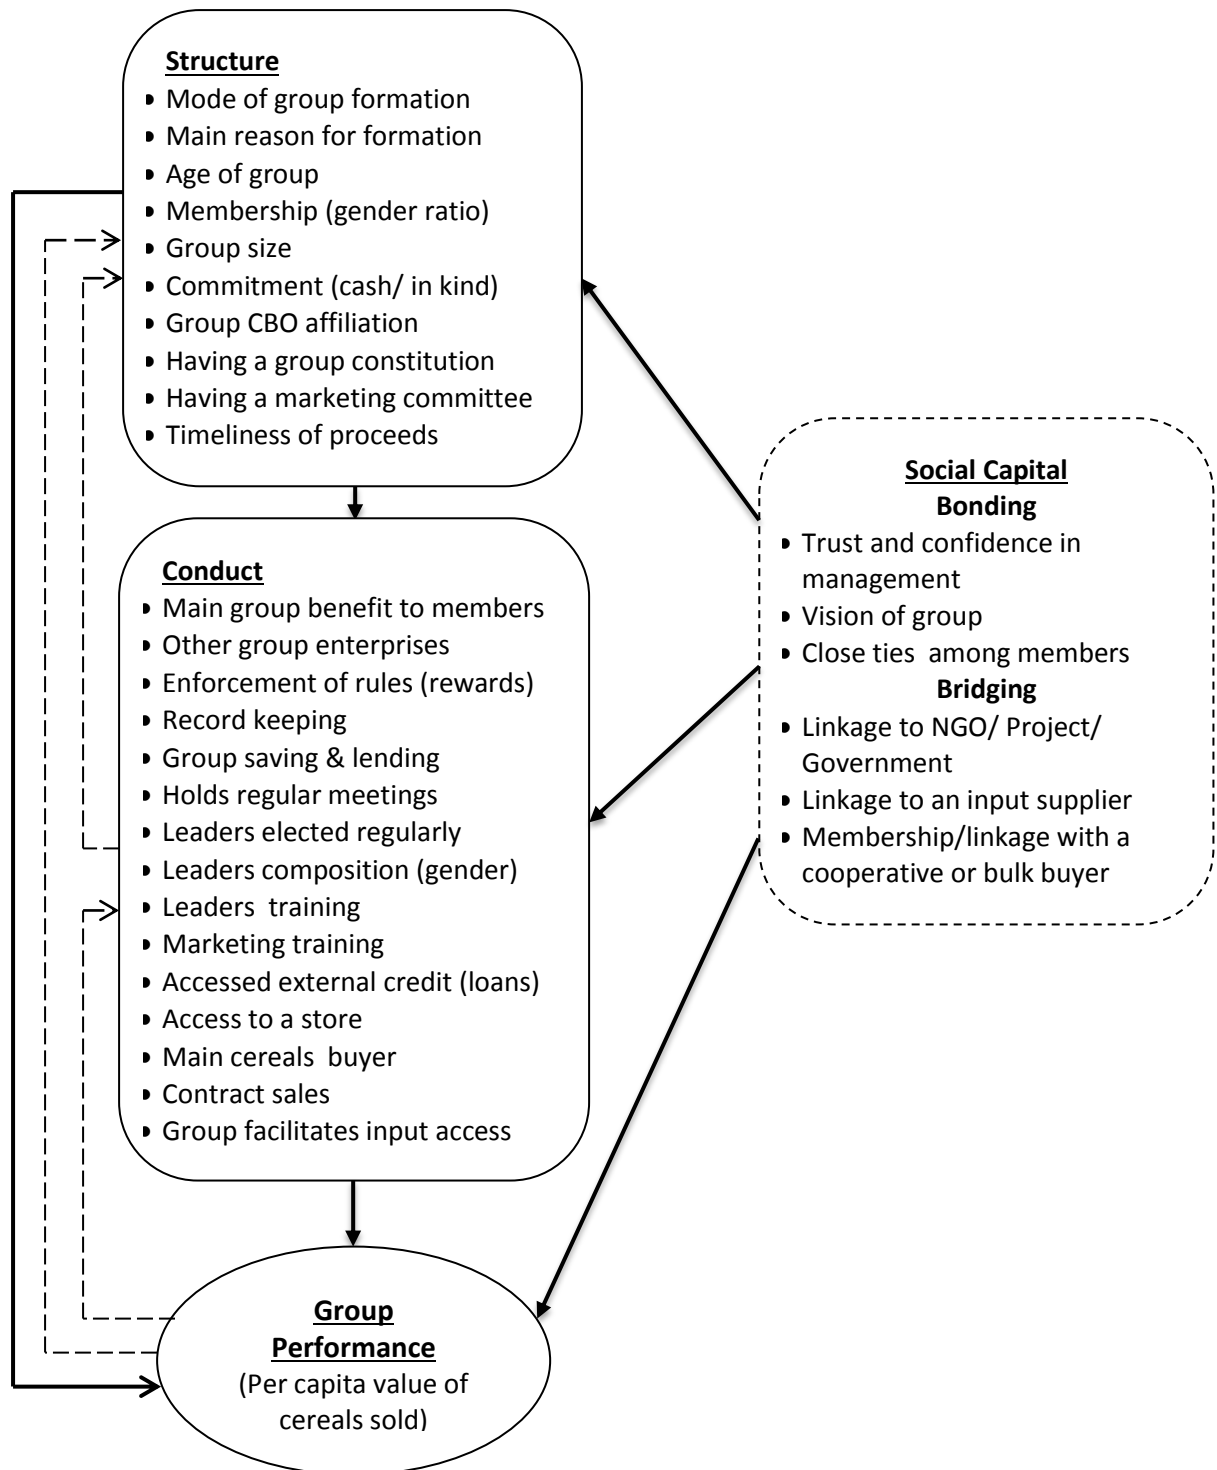 Structure
Mode of group formation
Main reason for formation
Age of group
Membership (gender ratio)
Group size
Commitment (cash/ in kind)
Group CBO affiliation
Having a group constitution
Having a marketing committee
Timeliness of proceeds
Conduct
Main group benefit to members
Other group enterprises
Enforcement of rules (rewards)
Record keeping
Group saving & lending
Holds regular meetings
Leaders elected regularly
Leaders composition (gender)
Leaders training
Marketing training
Accessed external credit (loans)
Access to a store
Main cereals buyer
Contract sales
Group facilitates input access
Group
Performance
(Per capita value of
cereals sold)
Social Capital
Bonding
Trust and confidence in
management
Vision of group
Close ties among members
Bridging
Linkage to NGO/ Project/
Government
Linkage to an input supplier
Membership/linkage with a
cooperative or bulk buyer